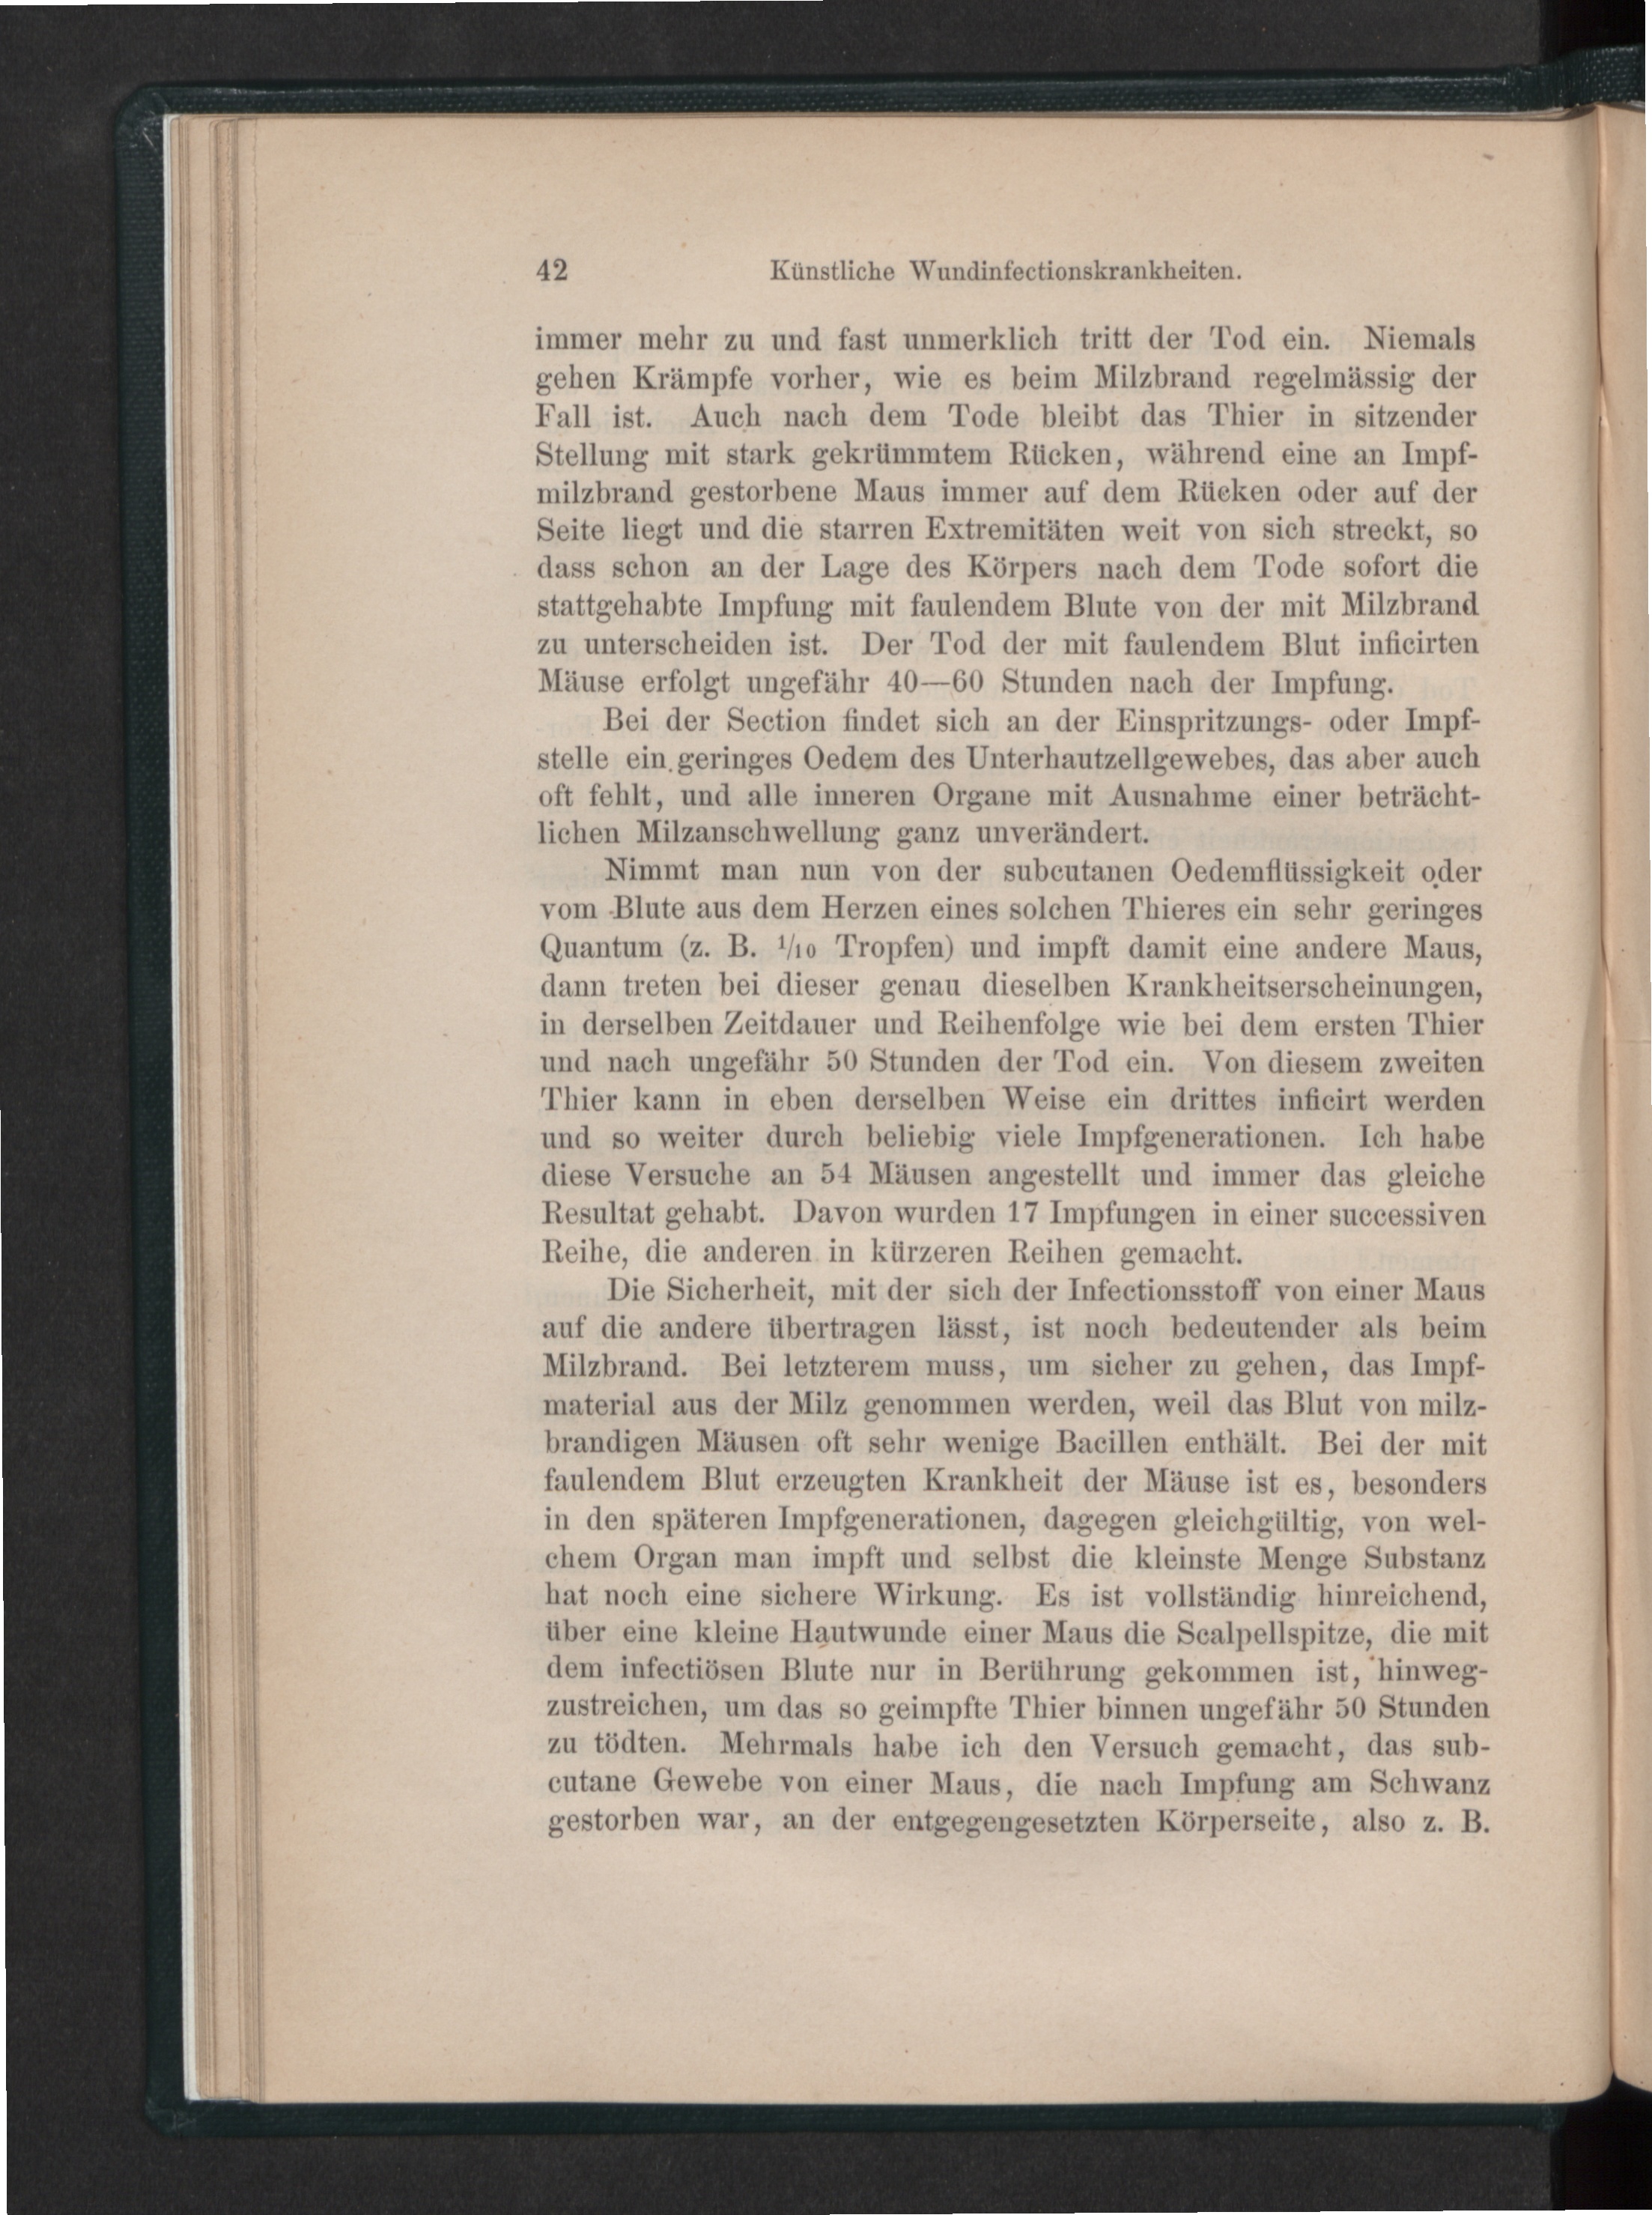 42 Künstliche Wundinfectionskrankheiten.
immer mehr zu und fast unmerklich tritt der Tod ein. Niemals
gehen Krämpfe vorher, wie es beim Milzbrand regelmässig der
Fall ist. Auch nach dem Tode bleibt das Thier in sitzender
Stellung mit stark gekrümmtem Rücken, während eine an Impf-
milzbrand gestorbene Maus immer auf dem Rücken oder auf der
Seite liegt und die starren Extremitäten weit von sich streckt, so
dass schon an der Lage des Körpers nach dem Tode sofort die
stattgehabte Impfung mit faulendem Blute von der mit Milzbrand
zu unterscheiden ist. Der Tod der mit faulendem Blut inficirten
Mäuse erfolgt ungefähr 40—60 Stunden nach der Impfung.
Bei der Section findet sich an der Einspritzungs- oder Impf-
stelle ein geringes Oedem des Unterhautzellgewebes, das aber auch
oft fehlt, und alle inneren Organe mit Ausnahme einer beträcht-
lichen Milzanschwellung ganz unverändert.
Nimmt man nun von der subcutanen Oedemflüssigkeit oder
vom Blute aus dem Herzen eines solchen Thieres ein sehr geringes
Quantum (z. B. 1/10 Tropfen) und impft damit eine andere Maus,
dann treten bei dieser genau dieselben Krankheitserscheinungen,
in derselben Zeitdauer und Reihenfolge wie bei dem ersten Thier
und nach ungefähr 50 Stunden der Tod ein. Von diesem zweiten
Thier kann in eben derselben Weise ein drittes inficirt werden
und so weiter durch beliebig viele Impfgenerationen. Ich habe
diese Versuche an 54 Mäusen angestellt und immer das gleiche
Resultat gehabt. Davon wurden 17 Impfungen in einer successiven
Reihe, die anderen in kürzeren Reihen gemacht.
Die Sicherheit, mit der sich der Infectionsstoff von einer Maus
auf die andere übertragen lässt, ist noch bedeutender als beim
Milzbrand. Bei letzterem muss, um sicher zu gehen, das Impf-
material aus der Milz genommen werden, weil das Blut von milz-
brandigen Mäusen oft sehr wenige Bacillen enthält. Bei der mit
faulendem Blut erzeugten Krankheit der Mäuse ist es, besonders
in den späteren Impfgenerationen, dagegen gleichgültig, von wel-
chem Organ man impft und selbst die kleinste Menge Substanz
hat noch eine sichere Wirkung. Es ist vollständig hinreichend,
über eine kleine Hautwunde einer Maus die Scalpellspitze, die mit
dem infectiösen Blute nur in Berührung gekommen ist, hinweg-
zustreichen, um das so geimpfte Thier binnen ungefähr 50 Stunden
zu tödten. Mehrmals habe ich den Versuch gemacht, das sub-
cutane Gewebe von einer Maus, die nach Impfung am Schwanz
gestorben war, an der entgegengesetzten Körperseite, also z. B.